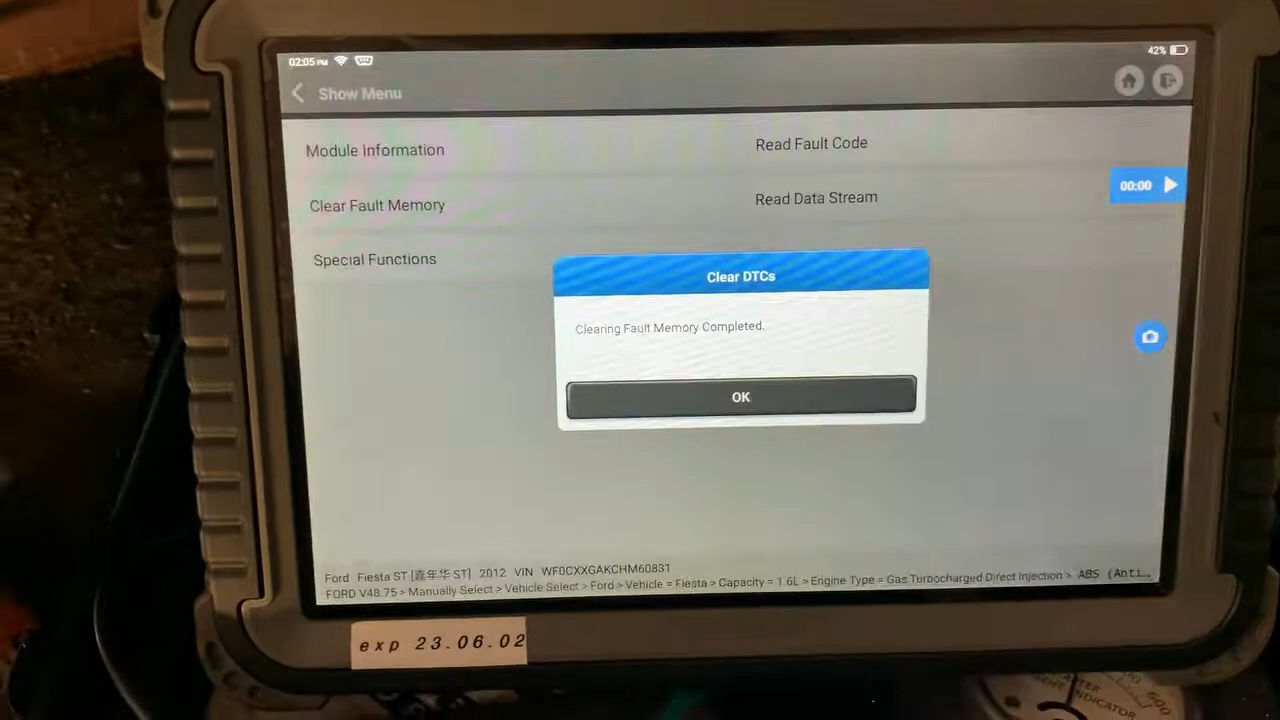 02:05 PM
42%
Show Menu
Module Information
Read Fault Code
00:00
Clear Fault Memory
Read Data Stream
Special Functions
Clear DTCs
Clearing Fault Memory Completed.
OK
Ford Fiesta ST [嘉年华 ST] 2012 VIN WF0CXXGAKCHM60831
FORD V48.75 > Manually Select > Vehicle Select > Ford > Vehicle = Fiesta > Capacity = 1.6L > Engine Type = Gas Turbocharged Direct Injection > ABS (Anti...
exp 23.06.02
600
INDICATOR